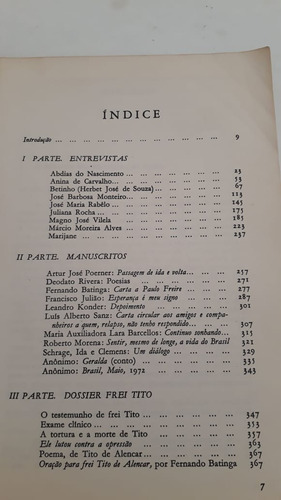 ÍNDICE
Introdução ... ... ... ... ... ... ... ... ... ... ... 9
I PARTE. ENTREVISTAS
Abdias do Nascimento ... ... ... ... ... ... ... 23
Anina de Carvalho ... ... ... ... ... ... ... ... 53
Betinho (Herbet José de Souza) ... ... ... ... ... 67
José Barbosa Monteiro ... ... ... ... ... ... ... 113
José Maria Rabêlo ... ... ... ... ... ... ... ... 145
Juliana Rocha ... ... ... ... ... ... ... ... ... 175
Magno José Vilela ... ... ... ... ... ... ... ... 185
Márcio Moreira Alves ... ... ... ... ... ... ... 223
Marijane ... ... ... ... ... ... ... ... ... ... 237
II PARTE. MANUSCRITOS
Artur José Poerner: Passagem de ida e volta ... ... ... 257
Deodato Rivera: Poesias ... ... ... ... ... ... ... 271
Fernando Batinga: Carta a Paulo Freire ... ... ... ... 277
Francisco Julião: Esperança é meu signo ... ... ... ... 287
Leandro Konder: Depoimento ... ... ... ... ... ... 301
Luís Alberto Sanz: Carta circular aos amigos e compa-
nheiros a quem, relapso, não tenho respondido ... ... ... 307
Maria Auxiliadora Lara Barcellos: Continuo sonhando ... 315
Roberto Morena: Sentir, mesmo de longe, a vida do Brasil 321
Schrage, Ida e Clemens: Um diálogo ... ... ... ... ... 329
Anônimo: Geralda (conto) ... ... ... ... ... ... ... 333
Anônimo: Brasil, Maio, 1972 ... ... ... ... ... ... 343
III PARTE. DOSSIER FREI TITO
O testemunho de frei Tito ... ... ... ... ... ... ... 347
Exame clínico ... ... ... ... ... ... ... ... ... 313
A tortura e a morte de Tito ... ... ... ... ... ... 357
Ele lutou contra a opressão ... ... ... ... ... ... 363
Poema, de Tito de Alencar ... ... ... ... ... ... ... 367
Oração para frei Tito de Alencar, por Fernando Batinga 367
7